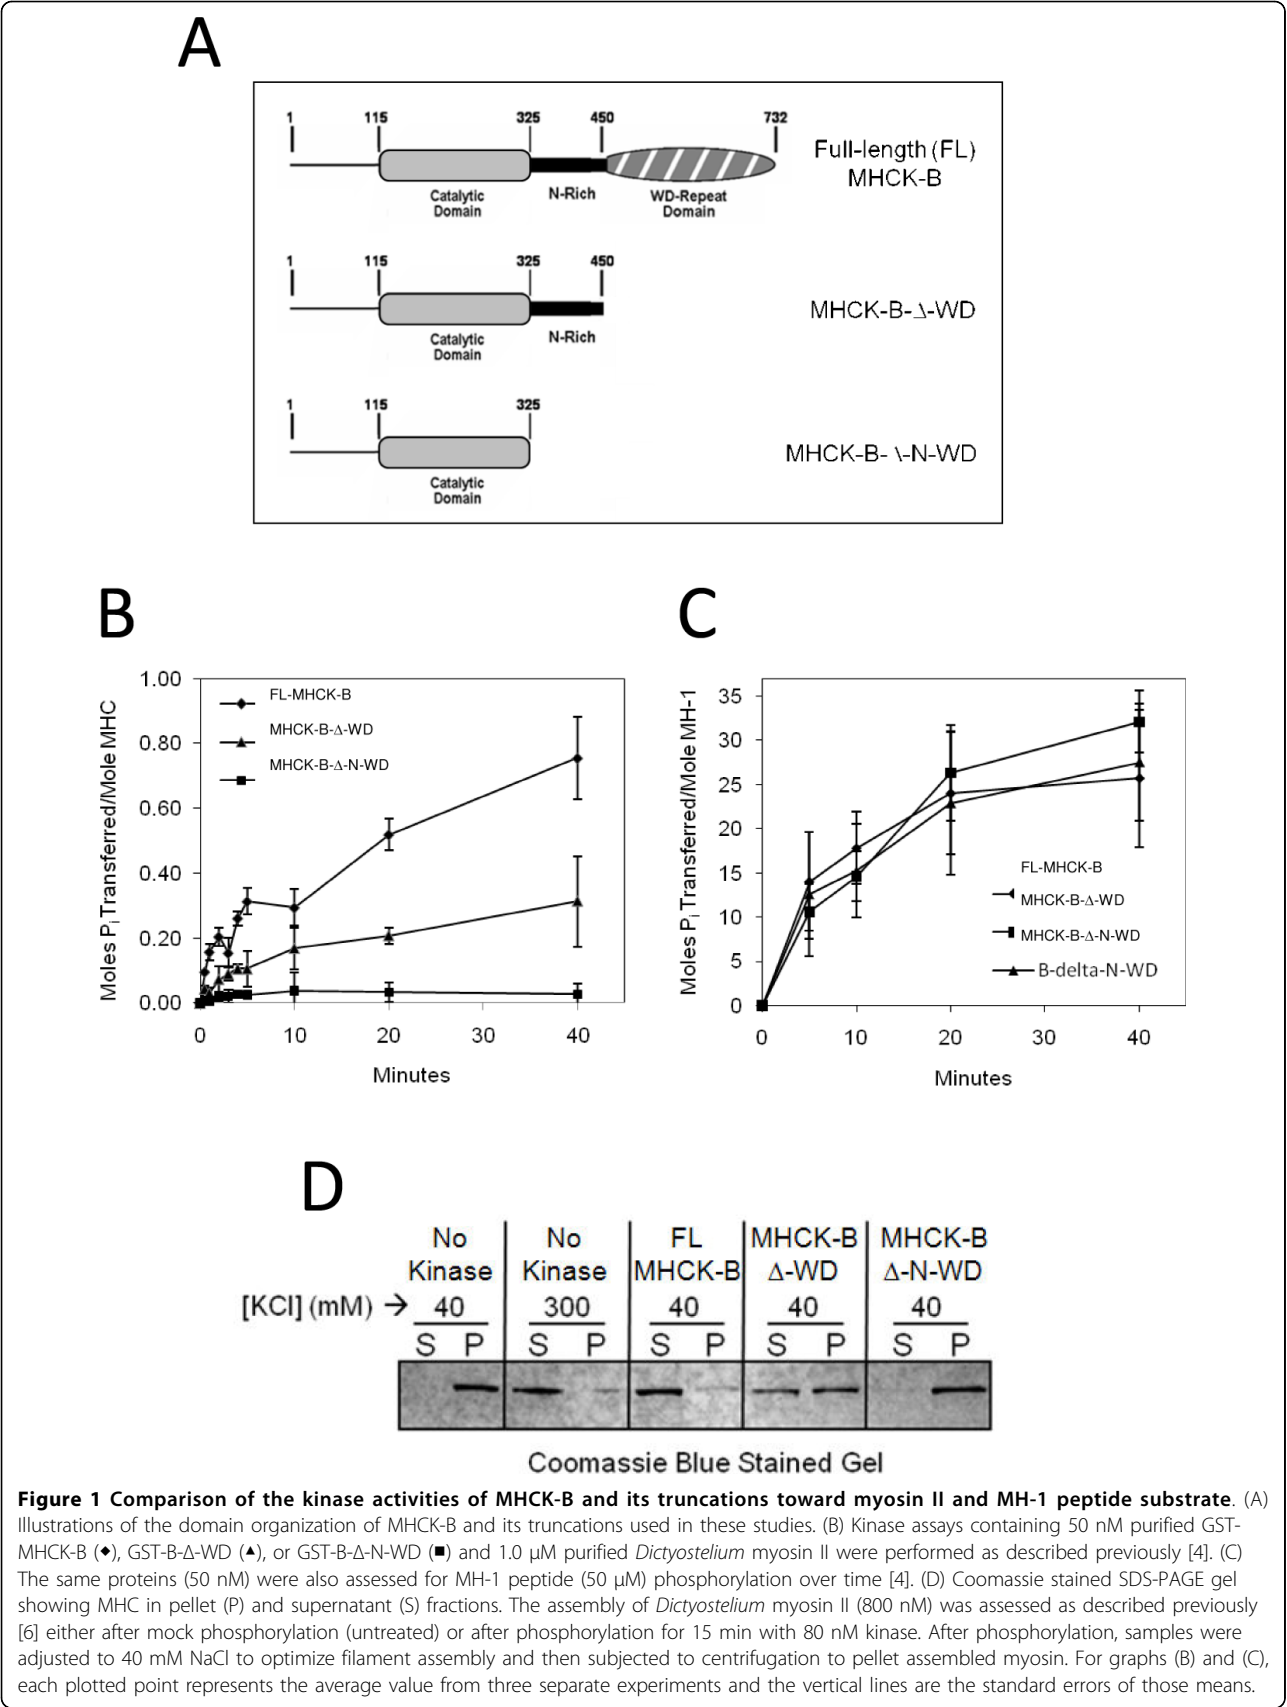 A
1 115 325 450 732
Full-length (FL)
MHCK-B
Catalytic
Domain
N-Rich
WD-Repeat
Domain
1 115 325 450
MHCK-B-Δ-WD
Catalytic
Domain
N-Rich
1 115 325
MHCK-B- \-N-WD
Catalytic
Domain
B
Moles Pi Transferred/Mole MHC
1.00
0.80
0.60
0.40
0.20
0.00
FL-MHCK-B
MHCK-B-Δ-WD
MHCK-B-Δ-N-WD
0 10 20 30 40
Minutes
C
Moles Pi Transferred/Mole MH-1
35
30
25
20
15
10
5
0
FL-MHCK-B
MHCK-B-Δ-WD
MHCK-B-Δ-N-WD
B-delta-N-WD
0 10 20 30 40
Minutes
D
No Kinase
No Kinase
FL MHCK-B
MHCK-B Δ-WD
MHCK-B Δ-N-WD
[KCl] (mM) → 40 300 40 40 40
S P S P S P S P S P
Coomassie Blue Stained Gel
Figure 1 Comparison of the kinase activities of MHCK-B and its truncations toward myosin II and MH-1 peptide substrate. (A)
Illustrations of the domain organization of MHCK-B and its truncations used in these studies. (B) Kinase assays containing 50 nM purified GST-
MHCK-B (◆), GST-B-Δ-WD (▲), or GST-B-Δ-N-WD (■) and 1.0 μM purified Dictyostelium myosin II were performed as described previously [4]. (C)
The same proteins (50 nM) were also assessed for MH-1 peptide (50 μM) phosphorylation over time [4]. (D) Coomassie stained SDS-PAGE gel
showing MHC in pellet (P) and supernatant (S) fractions. The assembly of Dictyostelium myosin II (800 nM) was assessed as described previously
[6] either after mock phosphorylation (untreated) or after phosphorylation for 15 min with 80 nM kinase. After phosphorylation, samples were
adjusted to 40 mM NaCl to optimize filament assembly and then subjected to centrifugation to pellet assembled myosin. For graphs (B) and (C),
each plotted point represents the average value from three separate experiments and the vertical lines are the standard errors of those means.